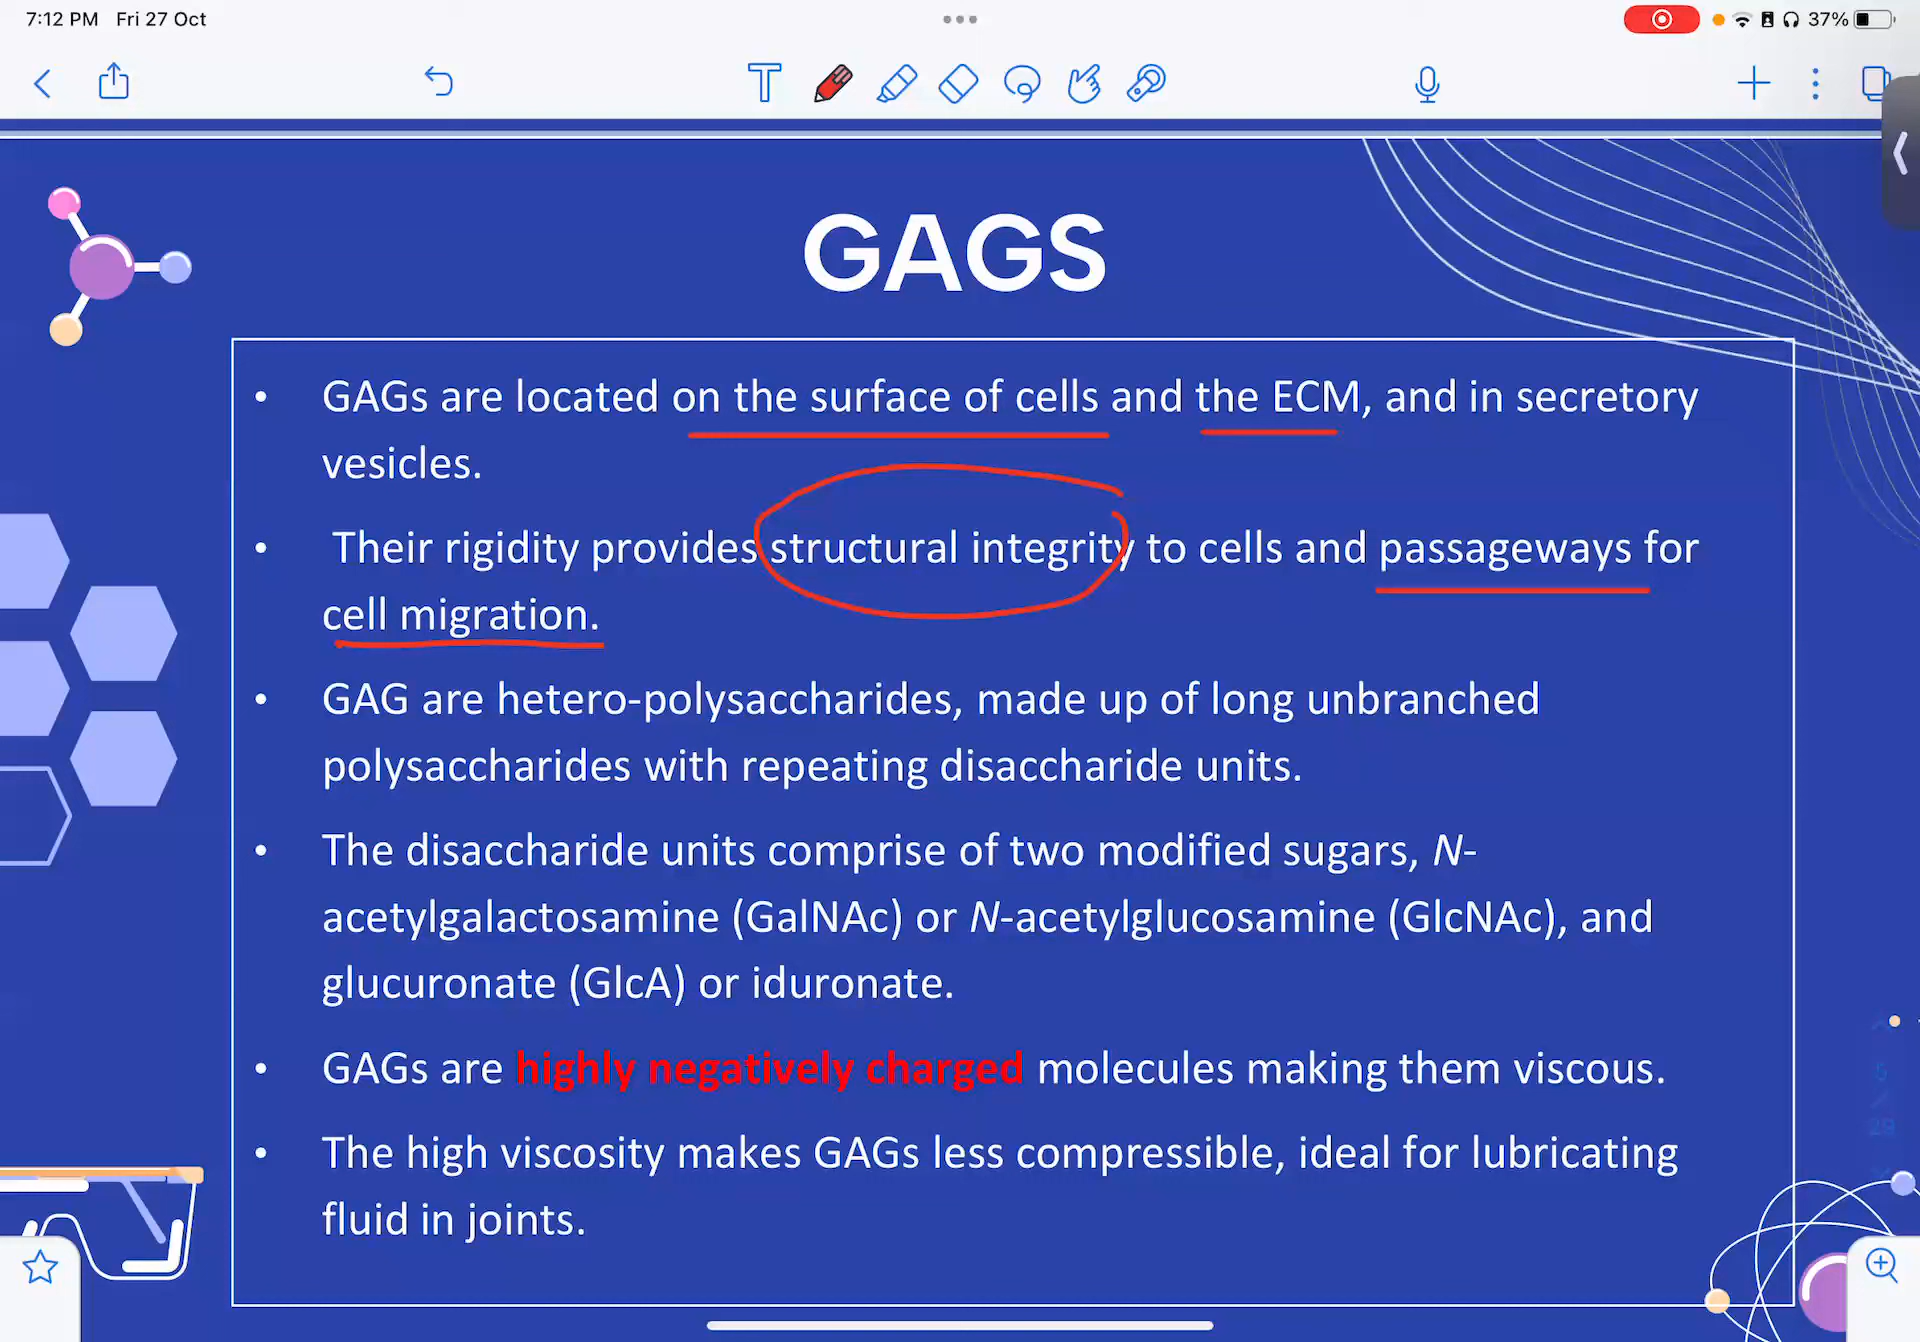 7:12 PM Fri 27 Oct
37%
GAGS
• GAGs are located on the surface of cells and the ECM, and in secretory
vesicles.
• Their rigidity provides structural integrity to cells and passageways for
cell migration.
• GAG are hetero-polysaccharides, made up of long unbranched
polysaccharides with repeating disaccharide units.
• The disaccharide units comprise of two modified sugars, N-
acetylgalactosamine (GalNAc) or N-acetylglucosamine (GlcNAc), and
glucuronate (GlcA) or iduronate.
• GAGs are highly negatively charged molecules making them viscous.
• The high viscosity makes GAGs less compressible, ideal for lubricating
fluid in joints.